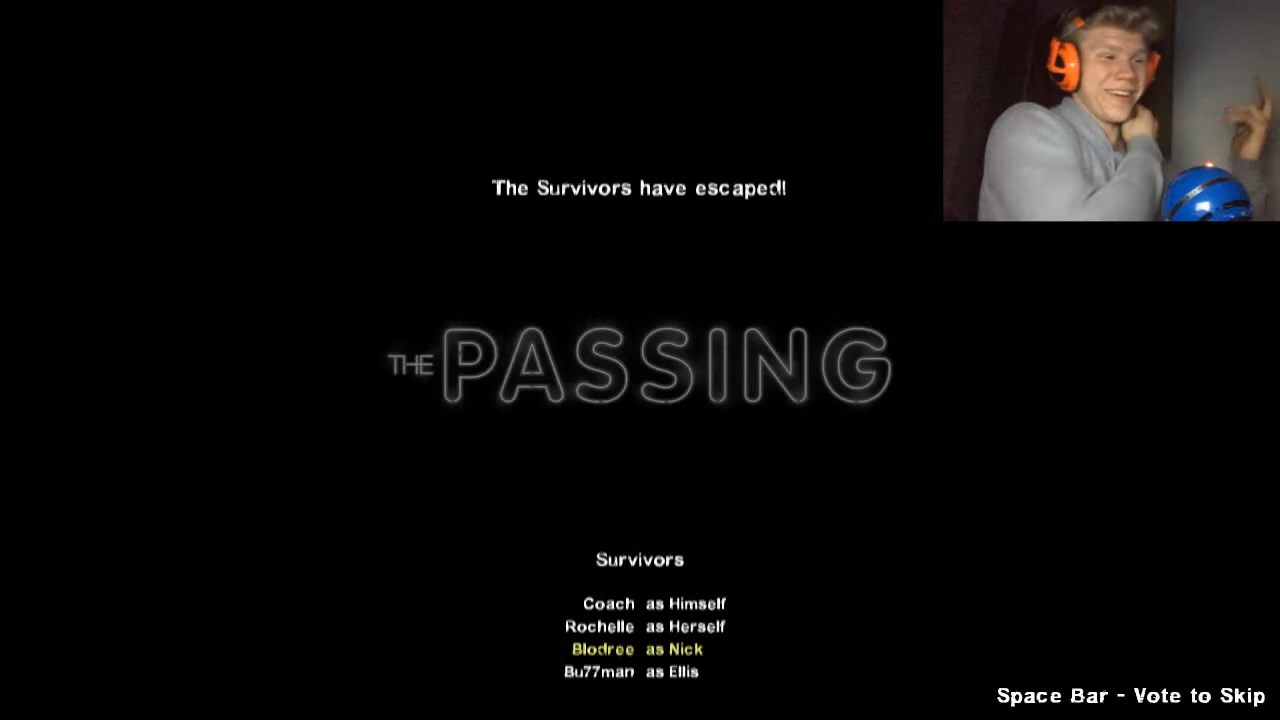 The Survivors have escaped!
THE PASSING
Survivors
Coach as Himself
Rochelle as Herself
Blodree as Nick
Bu77man as Ellis
Space Bar - Vote to Skip